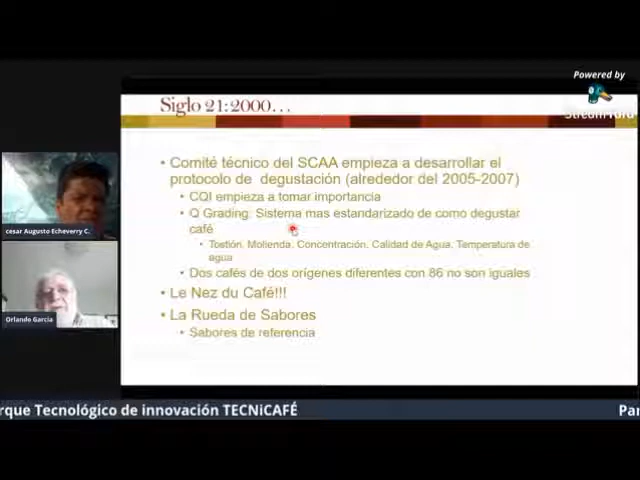 Powered by
StreamYard
Siglo 21:2000…
• Comité técnico del SCAA empieza a desarrollar el
protocolo de degustación (alrededor del 2005-2007)
• CQI empieza a tomar importancia
• Q Grading: Sistema mas estandarizado de como degustar
café
• Tostión, Molienda, Concentración, Calidad de Agua, Temperatura de
agua
• Dos cafés de dos orígenes diferentes con 86 no son iguales
• Le Nez du Café!!!
• La Rueda de Sabores
• Sabores de referencia
cesar Augusto Echeverry C.
Orlando Garcia
rque Tecnológico de innovación TECNiCAFÉ
Par